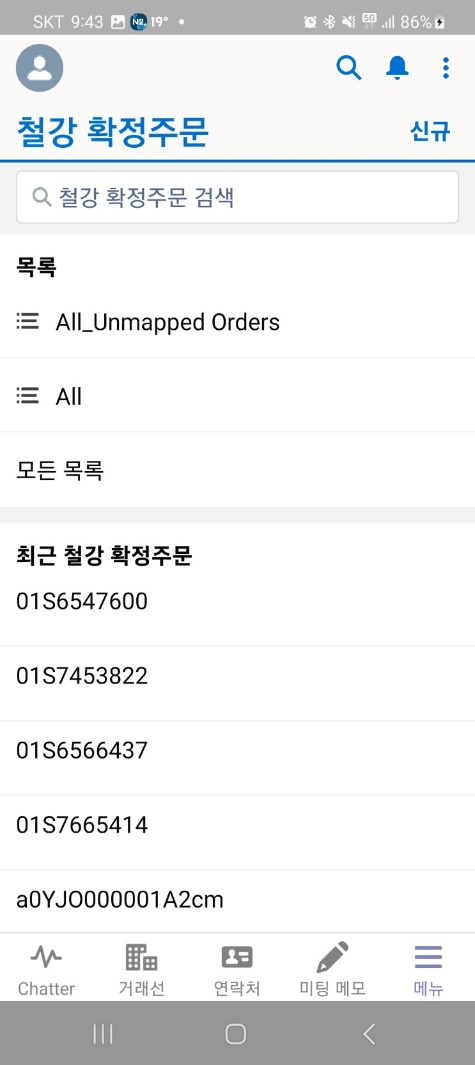 SKT 9:43 N2, 19° •
5G 86%
철강 확정주문
신규
철강 확정주문 검색
목록
All_Unmapped Orders
All
모든 목록
최근 철강 확정주문
01S6547600
01S7453822
01S6566437
01S7665414
a0YJO000001A2cm
Chatter 거래선 연락처 미팅 메모 메뉴